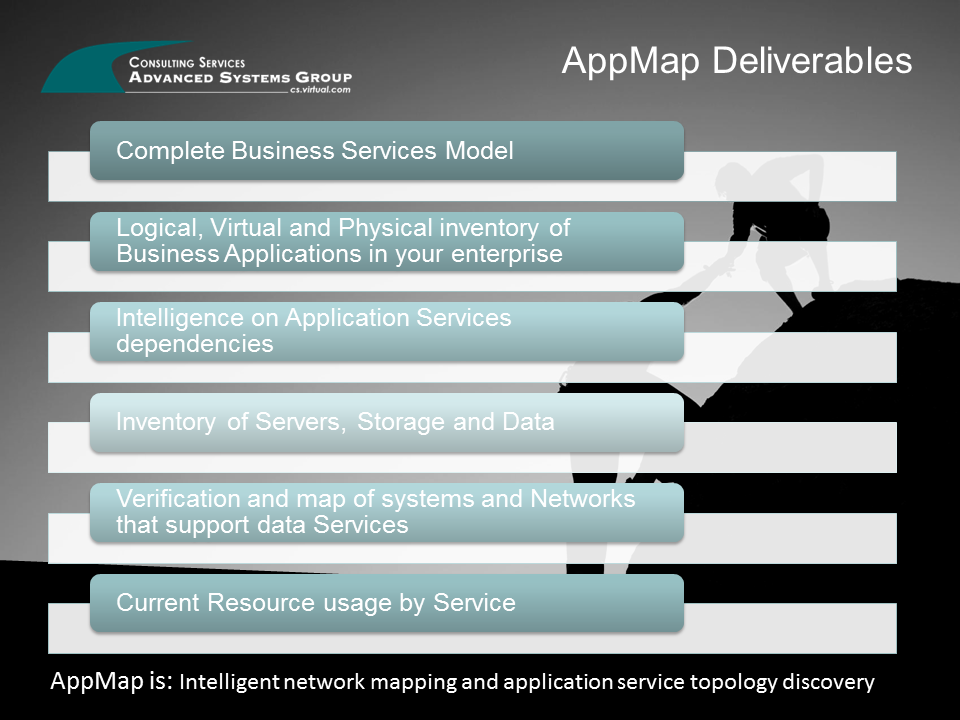 CONSULTING SERVICES
ADVANCED SYSTEMS GROUP
cs.virtual.com
AppMap Deliverables
Complete Business Services Model
Logical, Virtual and Physical inventory of
Business Applications in your enterprise
Intelligence on Application Services
dependencies
Inventory of Servers, Storage and Data
Verification and map of systems and Networks
that support data Services
Current Resource usage by Service
AppMap is: Intelligent network mapping and application service topology discovery